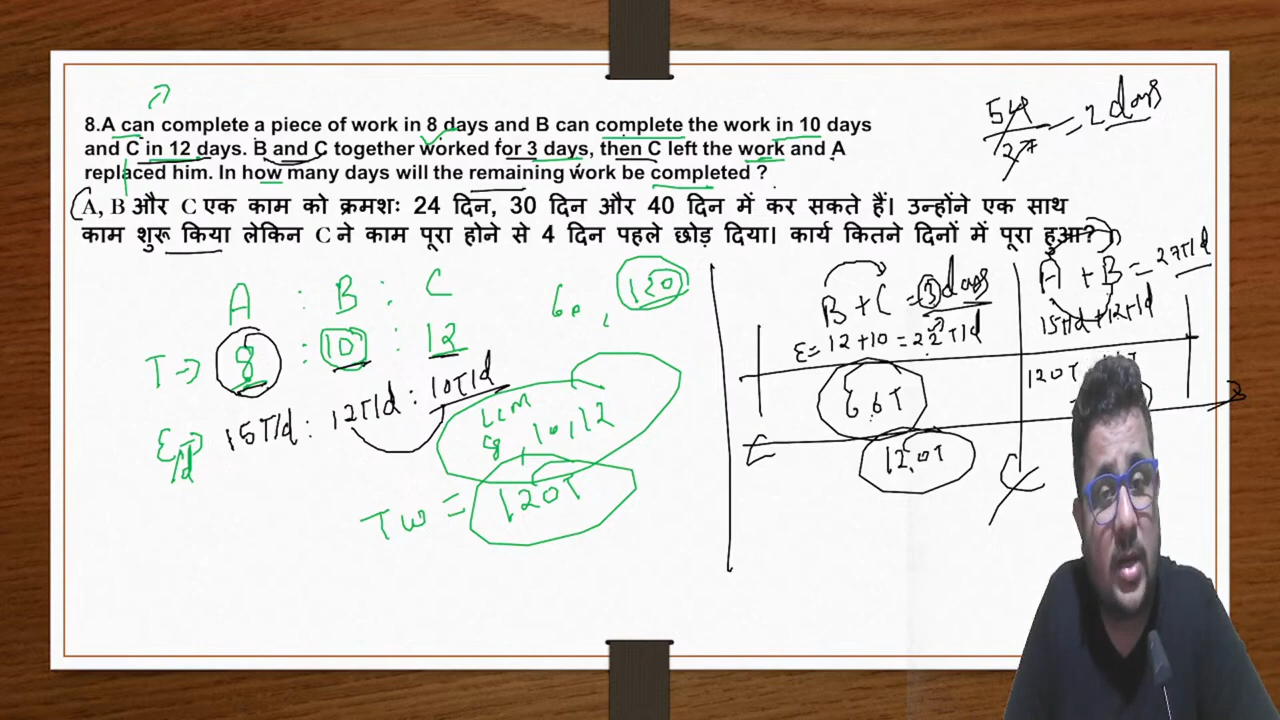 8.A can complete a piece of work in 8 days and B can complete the work in 10 days
and C in 12 days. B and C together worked for 3 days, then C left the work and A
replaced him. In how many days will the remaining work be completed ?
A, B और C एक काम को क्रमशः 24 दिन, 30 दिन और 40 दिन में कर सकते हैं। उन्होंने एक साथ
काम शुरू किया लेकिन C ने काम पूरा होने से 4 दिन पहले छोड़ दिया। कार्य कितने दिनों में पूरा हुआ?
54/27 = 2 days
A : B : C
60, 120
T → 8 : 10 : 12
E/d → 15T/d : 12T/d : 10T/d
LCM
8, 10, 12
TW = 120T
B + C = 3 days
E = 12 + 10 = 22T/d
66T
120T
A + B = 27T/d
15T/d + 12T/d
120T